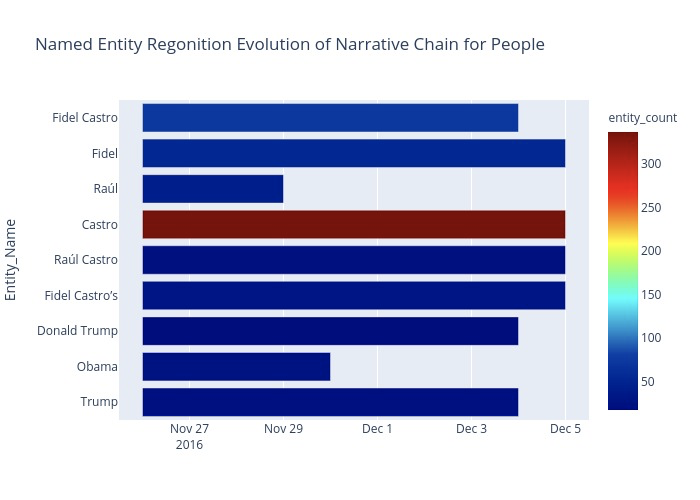 Named Entity Regonition Evolution of Narrative Chain for People
entity_count
Entity_Name
Fidel Castro
Fidel
Raúl
Castro
Raúl Castro
Fidel Castro’s
Donald Trump
Obama
Trump
300
250
200
150
100
50
Nov 27
2016
Nov 29
Dec 1
Dec 3
Dec 5